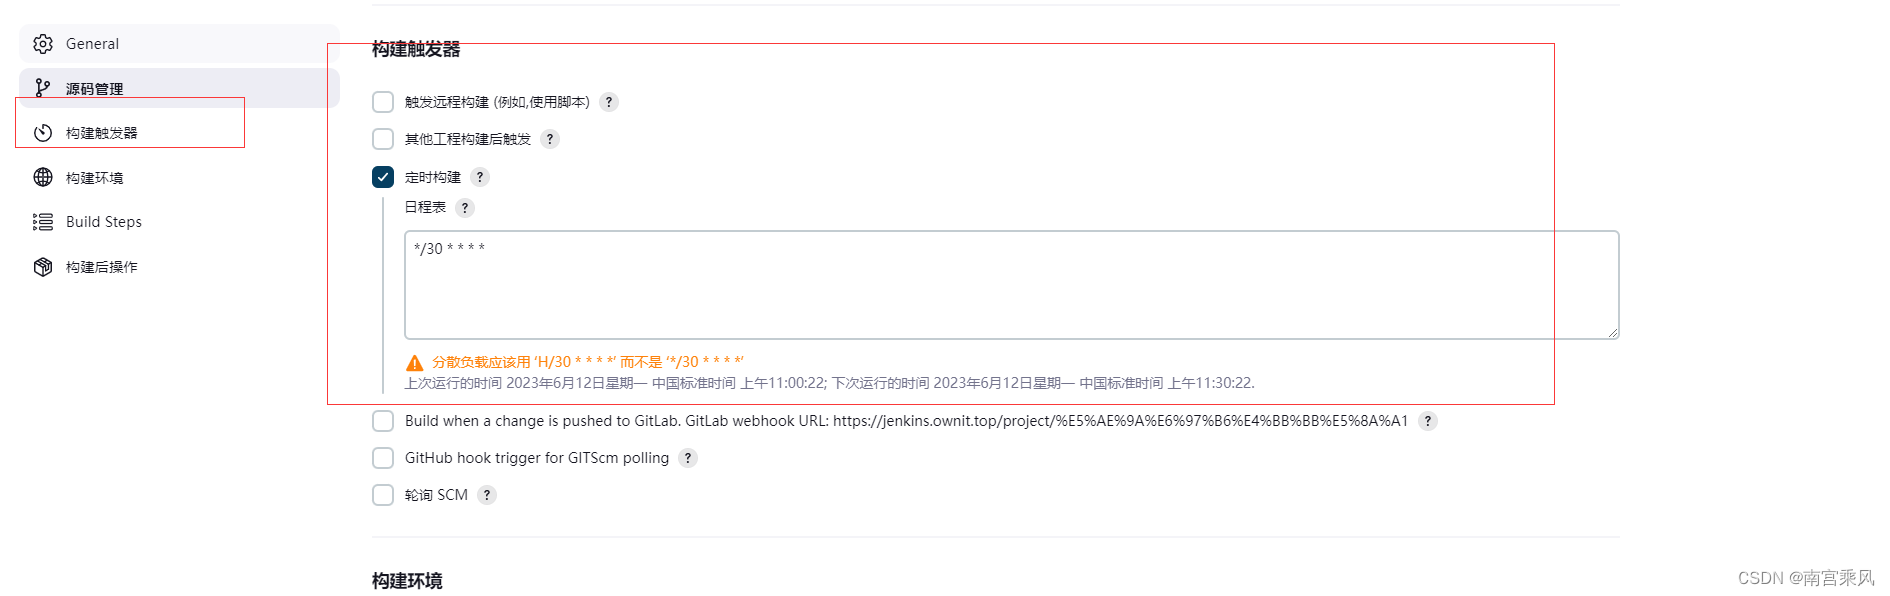 General
源码管理
构建触发器
构建环境
Build Steps
构建后操作
构建触发器
触发远程构建 (例如,使用脚本) ?
其他工程构建后触发 ?
定时构建 ?
日程表 ?
*/30 * * * *
分散负载应该用 ‘H/30 * * * *’ 而不是 ‘*/30 * * * *’
上次运行的时间 2023年6月12日星期一 中国标准时间 上午11:00:22; 下次运行的时间 2023年6月12日星期一 中国标准时间 上午11:30:22.
Build when a change is pushed to GitLab. GitLab webhook URL: https://jenkins.ownit.top/project/%E5%AE%9A%E6%97%B6%E4%BB%BB%E5%8A%A1 ?
GitHub hook trigger for GITScm polling ?
轮询 SCM ?
构建环境
CSDN @南宫乘风